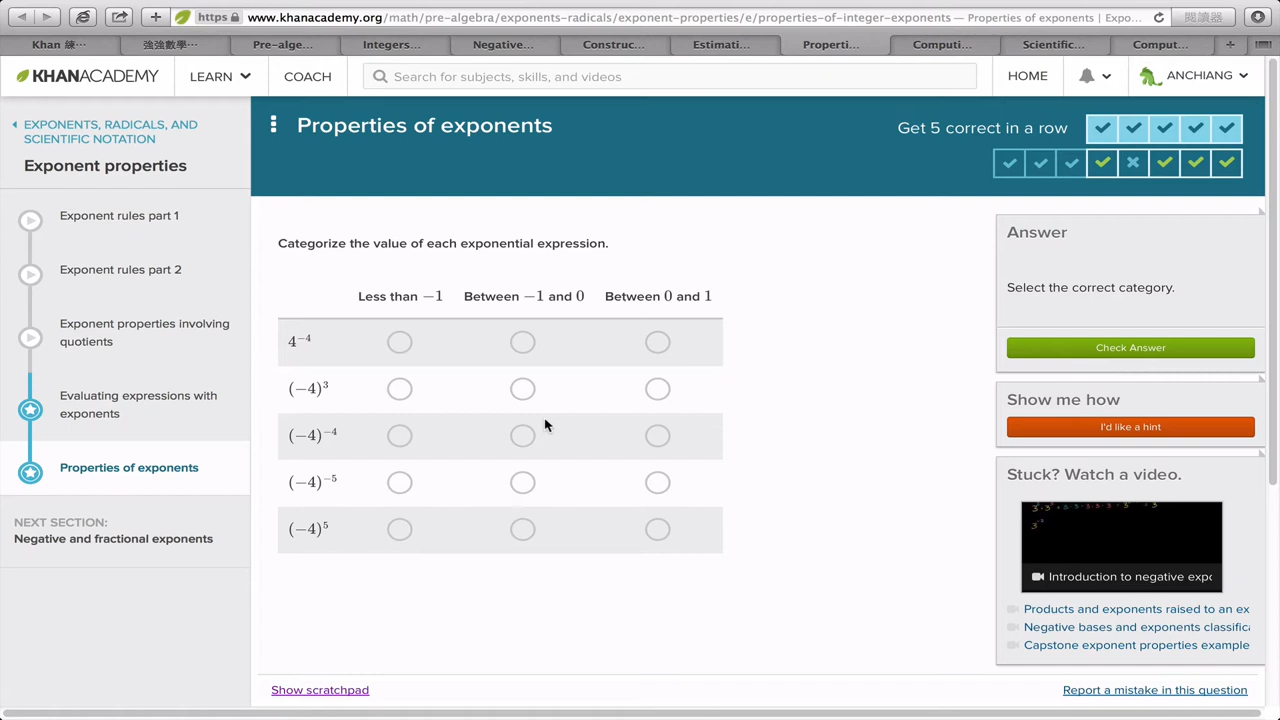 https www.khanacademy.org/math/pre-algebra/exponents-radicals/exponent-properties/e/properties-of-integer-exponents — Properties of exponents | Expo… 閱讀器
Khan 練… 強強數學… Pre-alge… Integers… Negative… Construc… Estimati… Properti… Computi… Scientific… Comput…
KHANACADEMY LEARN COACH Search for subjects, skills, and videos HOME ANCHIANG
EXPONENTS, RADICALS, AND
SCIENTIFIC NOTATION
Exponent properties
Exponent rules part 1
Exponent rules part 2
Exponent properties involving
quotients
Evaluating expressions with
exponents
Properties of exponents
NEXT SECTION:
Negative and fractional exponents
Properties of exponents
Get 5 correct in a row
Categorize the value of each exponential expression.
Less than −1 Between −1 and 0 Between 0 and 1
4⁻⁴
(−4)³
(−4)⁻⁴
(−4)⁻⁵
(−4)⁵
Answer
Select the correct category.
Check Answer
Show me how
I'd like a hint
Stuck? Watch a video.
Introduction to negative expo
Products and exponents raised to an ex
Negative bases and exponents classifica
Capstone exponent properties example
Show scratchpad
Report a mistake in this question